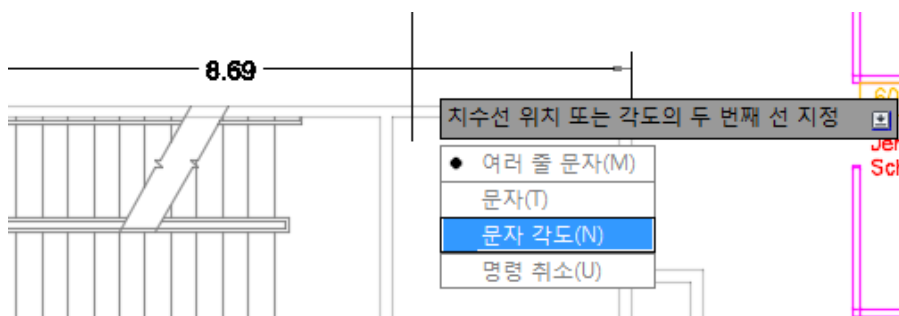 8.69
치수선 위치 또는 각도의 두 번째 선 지정
여러 줄 문자(M)
문자(T)
문자 각도(N)
명령 취소(U)